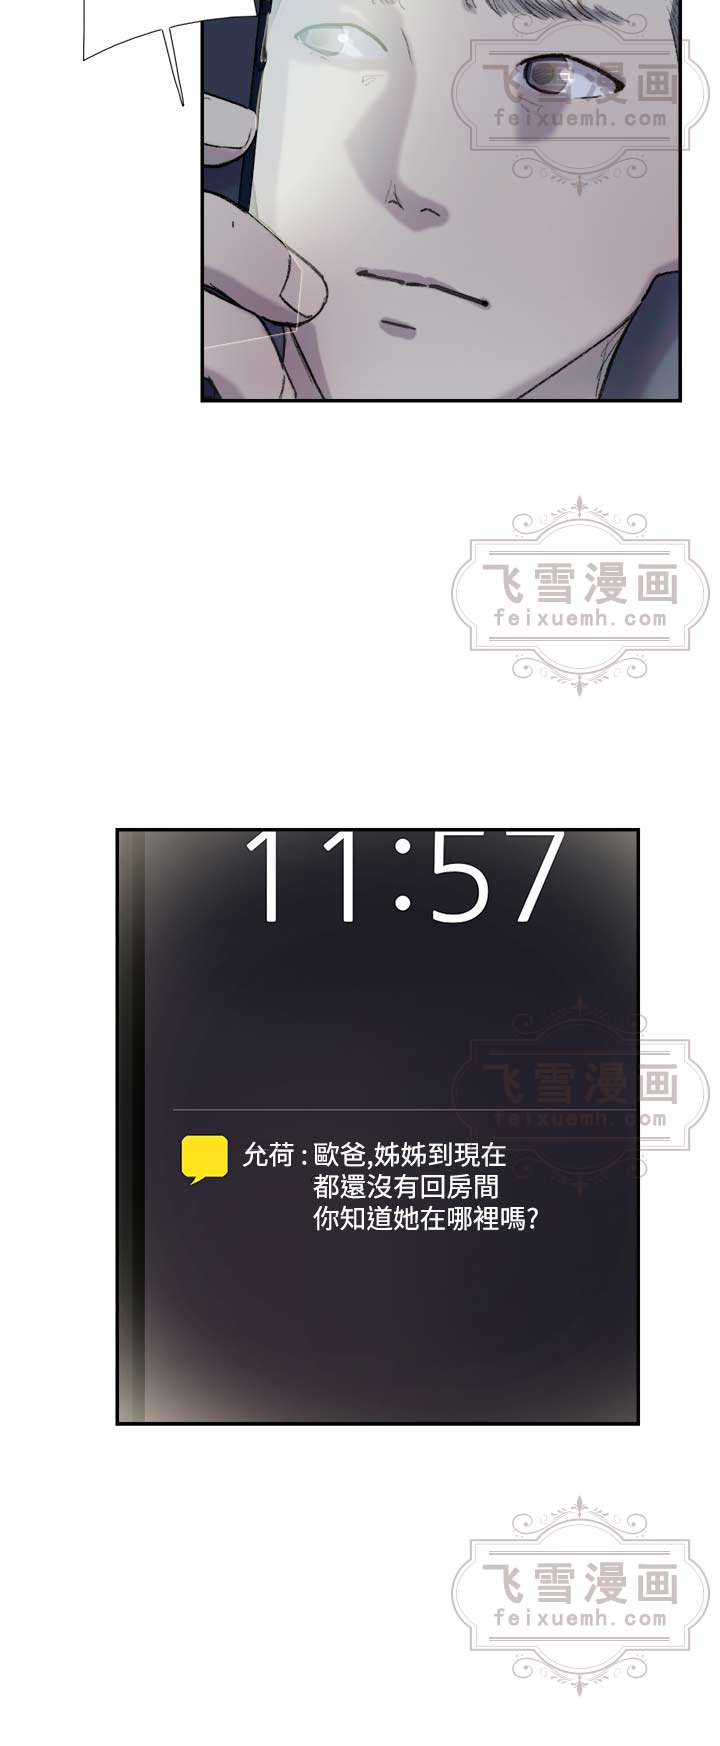 飞雪漫画
feixuemh.com
飞雪漫画
feixuemh.com
11:57
飞雪漫画
feixuemh.com
允荷 : 歐爸,姊姊到現在
都還沒有回房間
你知道她在哪裡嗎?
飞雪漫画
feixuemh.com